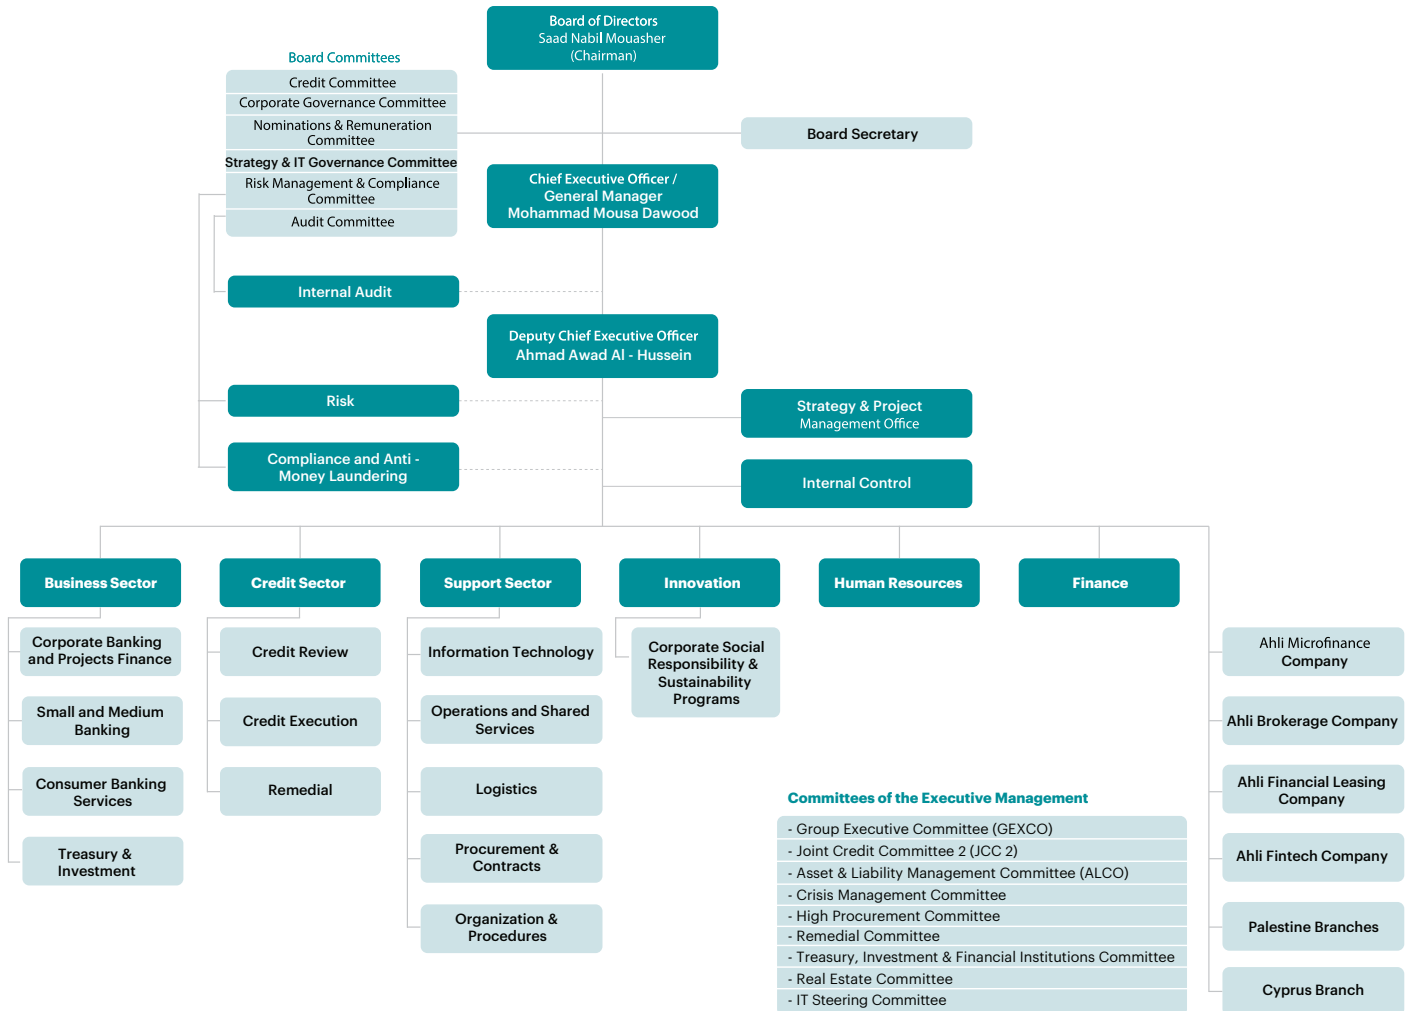 Board of Directors
Saad Nabil Mouasher
(Chairman)
Board Committees
Credit Committee
Corporate Governance Committee
Nominations & Remuneration
Committee
Strategy & IT Governance Committee
Risk Management & Compliance
Committee
Audit Committee
Board Secretary
Chief Executive Officer /
General Manager
Mohammad Mousa Dawood
Internal Audit
Deputy Chief Executive Officer
Ahmad Awad Al - Hussein
Risk
Strategy & Project
Management Office
Compliance and Anti -
Money Laundering
Internal Control
Business Sector
Credit Sector
Support Sector
Innovation
Human Resources
Finance
Corporate Banking
and Projects Finance
Small and Medium
Banking
Consumer Banking
Services
Treasury &
Investment
Credit Review
Credit Execution
Remedial
Information Technology
Operations and Shared
Services
Logistics
Procurement &
Contracts
Organization &
Procedures
Corporate Social
Responsibility &
Sustainability
Programs
Ahli Microfinance
Company
Ahli Brokerage Company
Ahli Financial Leasing
Company
Ahli Fintech Company
Palestine Branches
Cyprus Branch
Committees of the Executive Management
- Group Executive Committee (GEXCO)
- Joint Credit Committee 2 (JCC 2)
- Asset & Liability Management Committee (ALCO)
- Crisis Management Committee
- High Procurement Committee
- Remedial Committee
- Treasury, Investment & Financial Institutions Committee
- Real Estate Committee
- IT Steering Committee